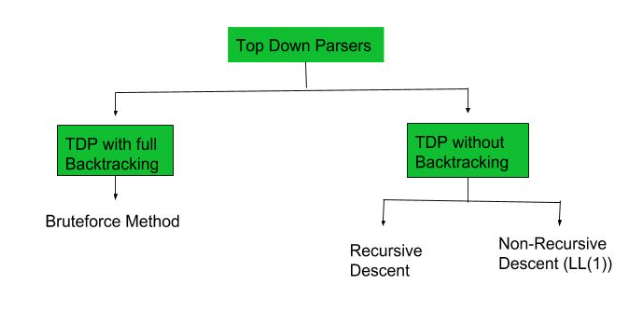 Top Down Parsers
TDP with full
Backtracking
TDP without
Backtracking
Bruteforce Method
Recursive
Descent
Non-Recursive
Descent (LL(1))